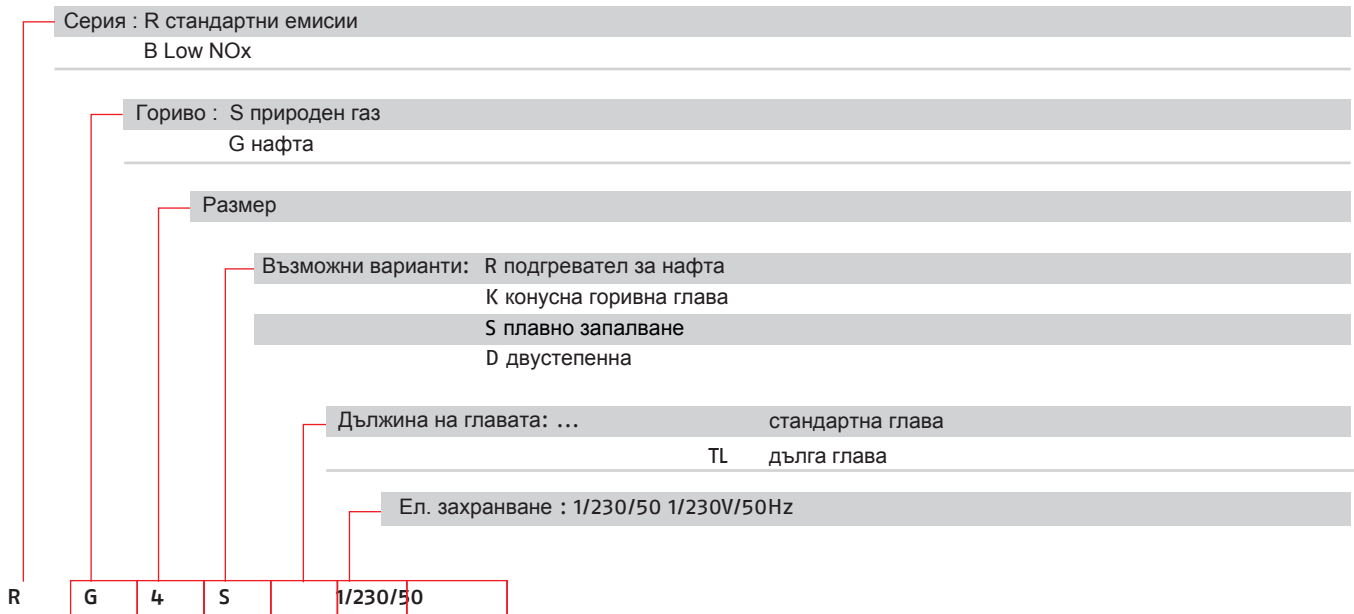 Серия : R стандартни емисии
B Low NOx
Гориво : S природен газ
G нафта
Размер
Възможни варианти: R подгревател за нафта
K конусна горивна глава
S плавно запалване
D двустепенна
Дължина на главата: ... стандартна глава
TL дълга глава
Ел. захранване : 1/230/50 1/230V/50Hz
R G 4 S 1/230/50